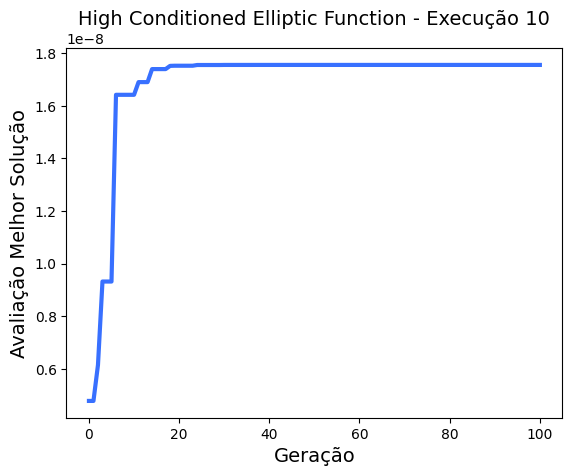 High Conditioned Elliptic Function - Execução 10
1e−8
1.8
1.6
1.4
1.2
1.0
0.8
0.6
Avaliação Melhor Solução
0 20 40 60 80 100
Geração